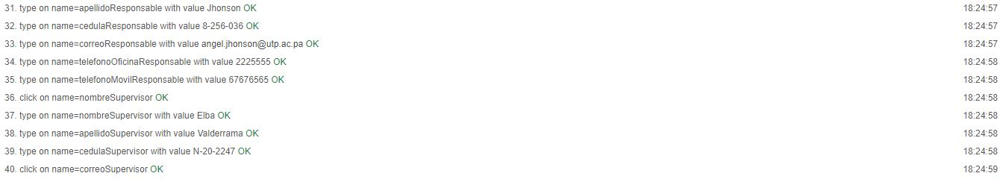 31. type on name=apellidoResponsable with value Jhonson OK 18:24:57
32. type on name=cedulaResponsable with value 8-256-036 OK 18:24:57
33. type on name=correoResponsable with value angel.jhonson@utp.ac.pa OK 18:24:57
34. type on name=telefonoOficinaResponsable with value 2225555 OK 18:24:58
35. type on name=telefonoMovilResponsable with value 67676565 OK 18:24:58
36. click on name=nombreSupervisor OK 18:24:58
37. type on name=nombreSupervisor with value Elba OK 18:24:58
38. type on name=apellidoSupervisor with value Valderrama OK 18:24:58
39. type on name=cedulaSupervisor with value N-20-2247 OK 18:24:58
40. click on name=correoSupervisor OK 18:24:59